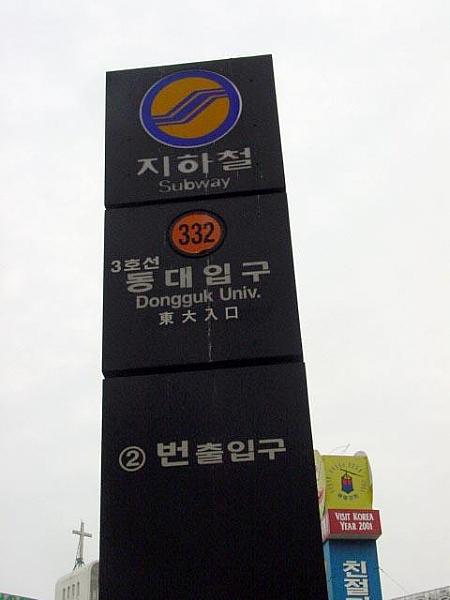 지하철
Subway
332
3호선
동대입구
Dongguk Univ.
東大入口
② 번출입구
VISIT KOREA
YEAR 2001
친절